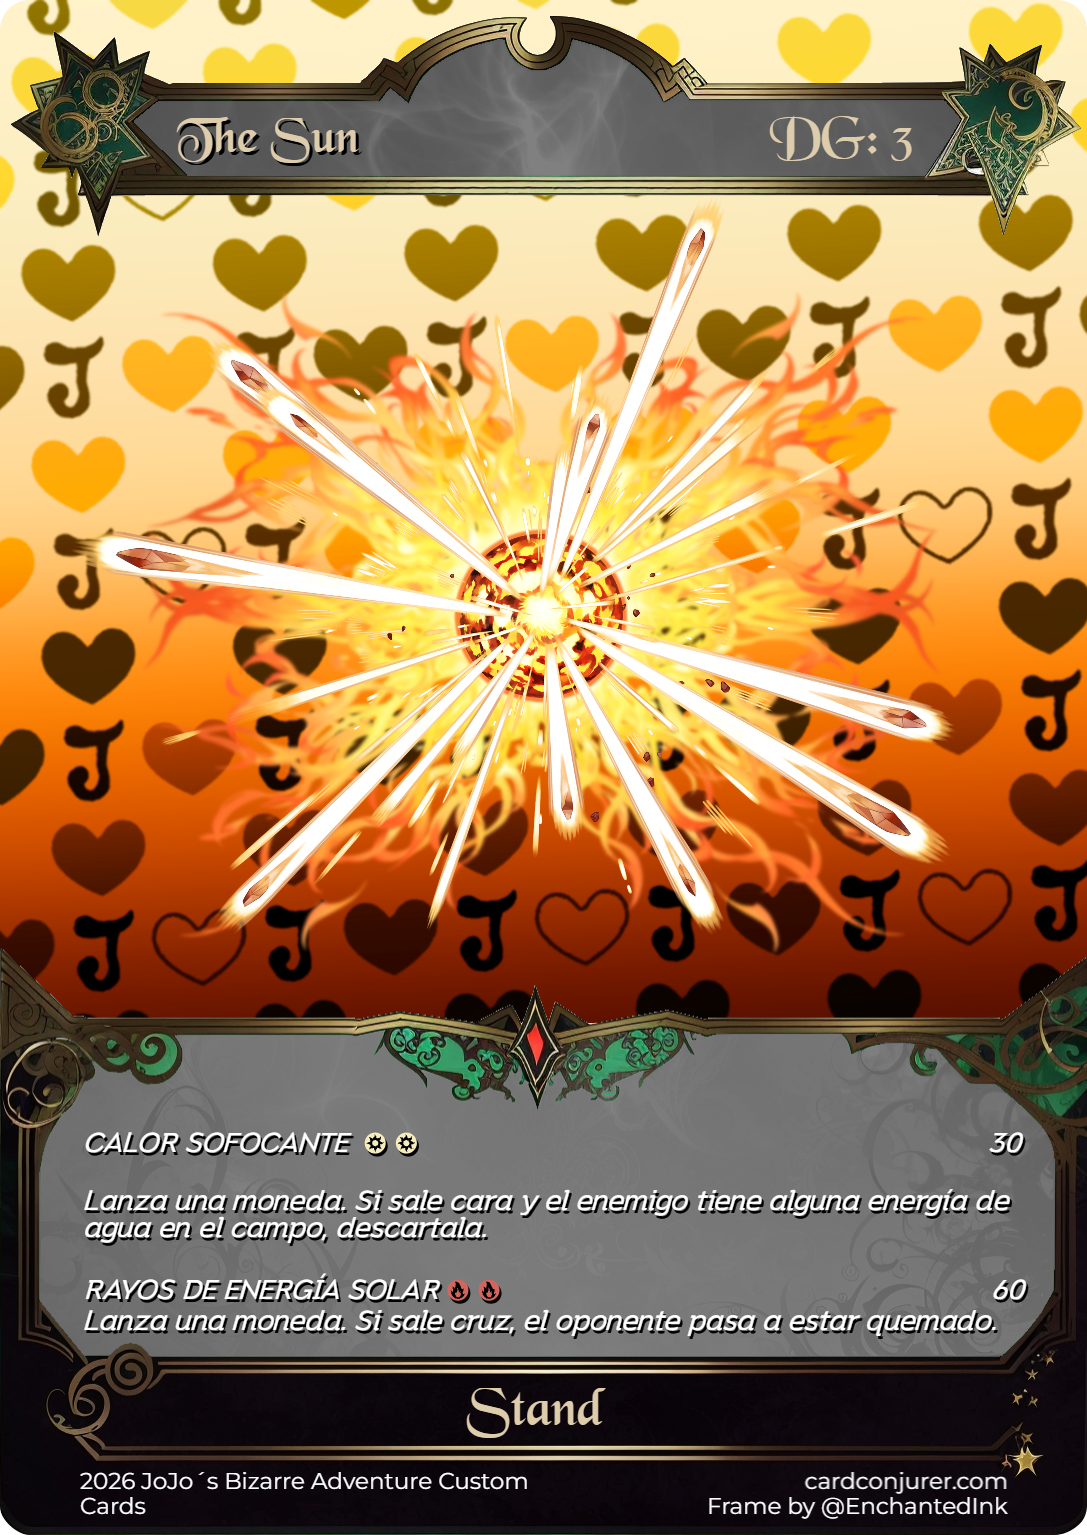 The Sun DG: 3
CALOR SOFOCANTE 30
Lanza una moneda. Si sale cara y el enemigo tiene alguna energía de
agua en el campo, descartala.
RAYOS DE ENERGÍA SOLAR 60
Lanza una moneda. Si sale cruz, el oponente pasa a estar quemado.
Stand
2026 JoJo´s Bizarre Adventure Custom
Cards
cardconjurer.com
Frame by @EnchantedInk